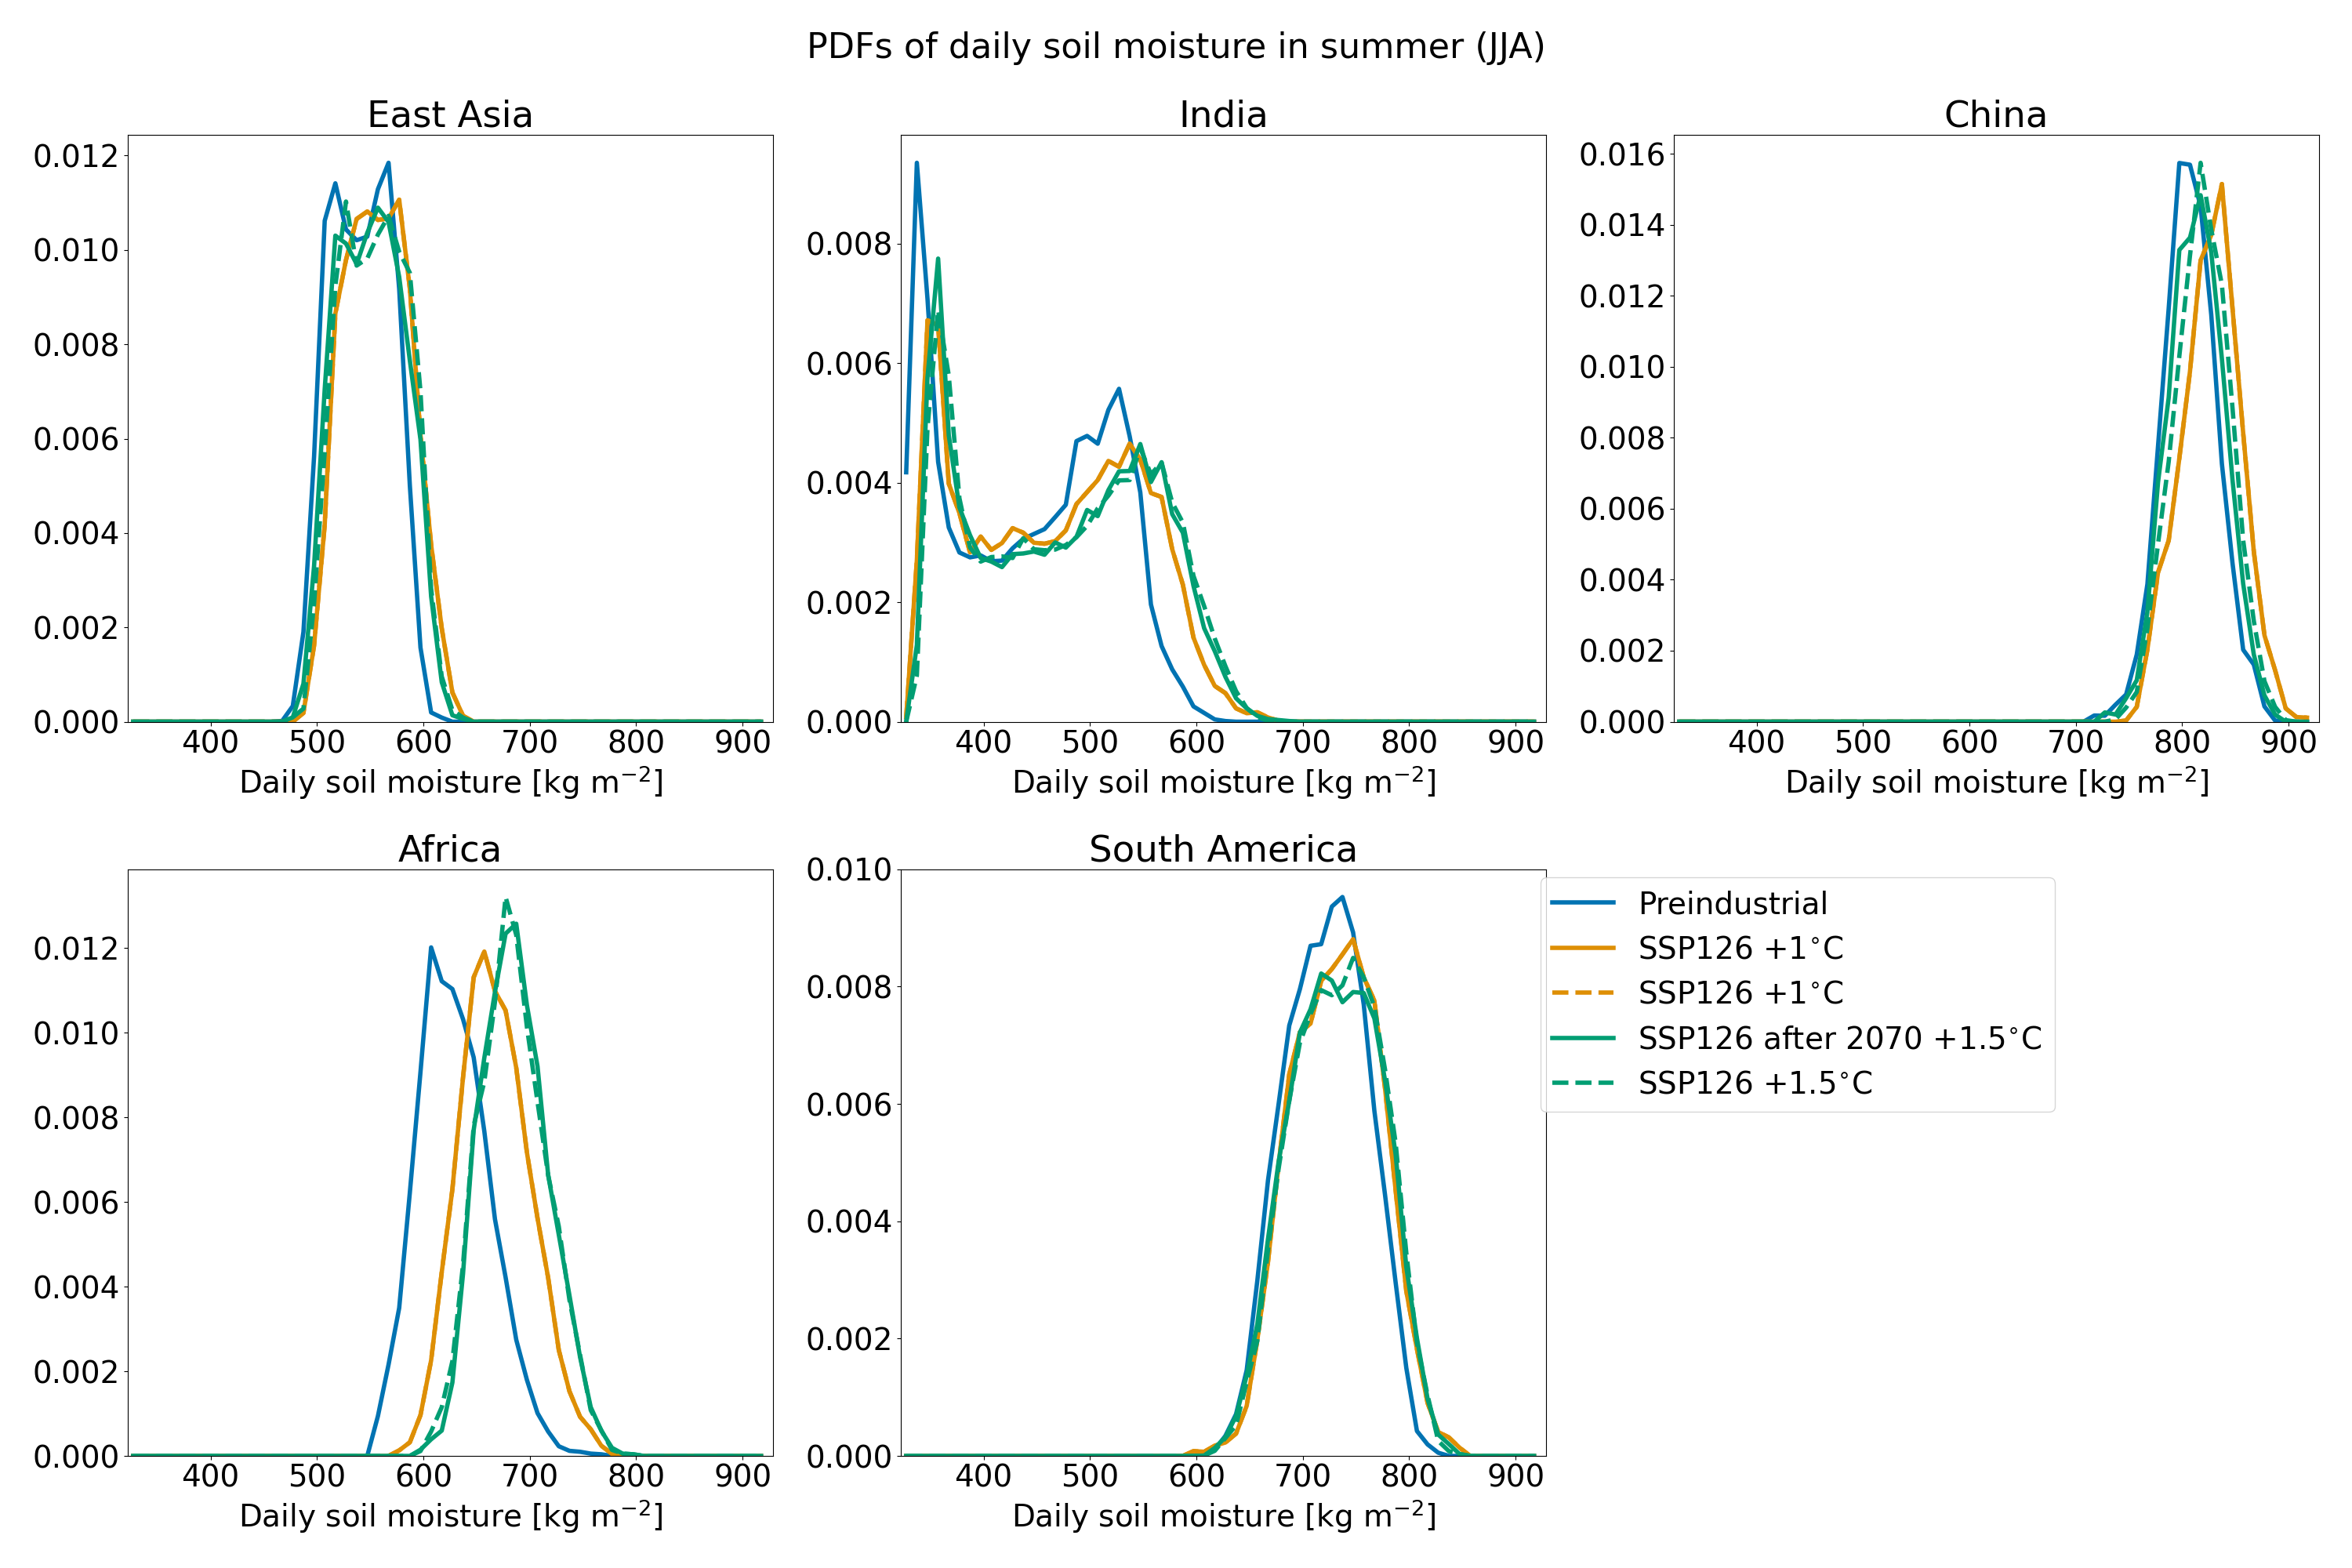 PDFs of daily soil moisture in summer (JJA)
East Asia
0.012
0.010
0.008
0.006
0.004
0.002
0.000
400 500 600 700 800 900
Daily soil moisture [kg m⁻²]
India
0.008
0.006
0.004
0.002
0.000
400 500 600 700 800 900
Daily soil moisture [kg m⁻²]
China
0.016
0.014
0.012
0.010
0.008
0.006
0.004
0.002
0.000
400 500 600 700 800 900
Daily soil moisture [kg m⁻²]
Africa
0.012
0.010
0.008
0.006
0.004
0.002
0.000
400 500 600 700 800 900
Daily soil moisture [kg m⁻²]
South America
0.010
0.008
0.006
0.004
0.002
0.000
400 500 600 700 800 900
Daily soil moisture [kg m⁻²]
Preindustrial
SSP126 +1°C
SSP126 +1°C
SSP126 after 2070 +1.5°C
SSP126 +1.5°C